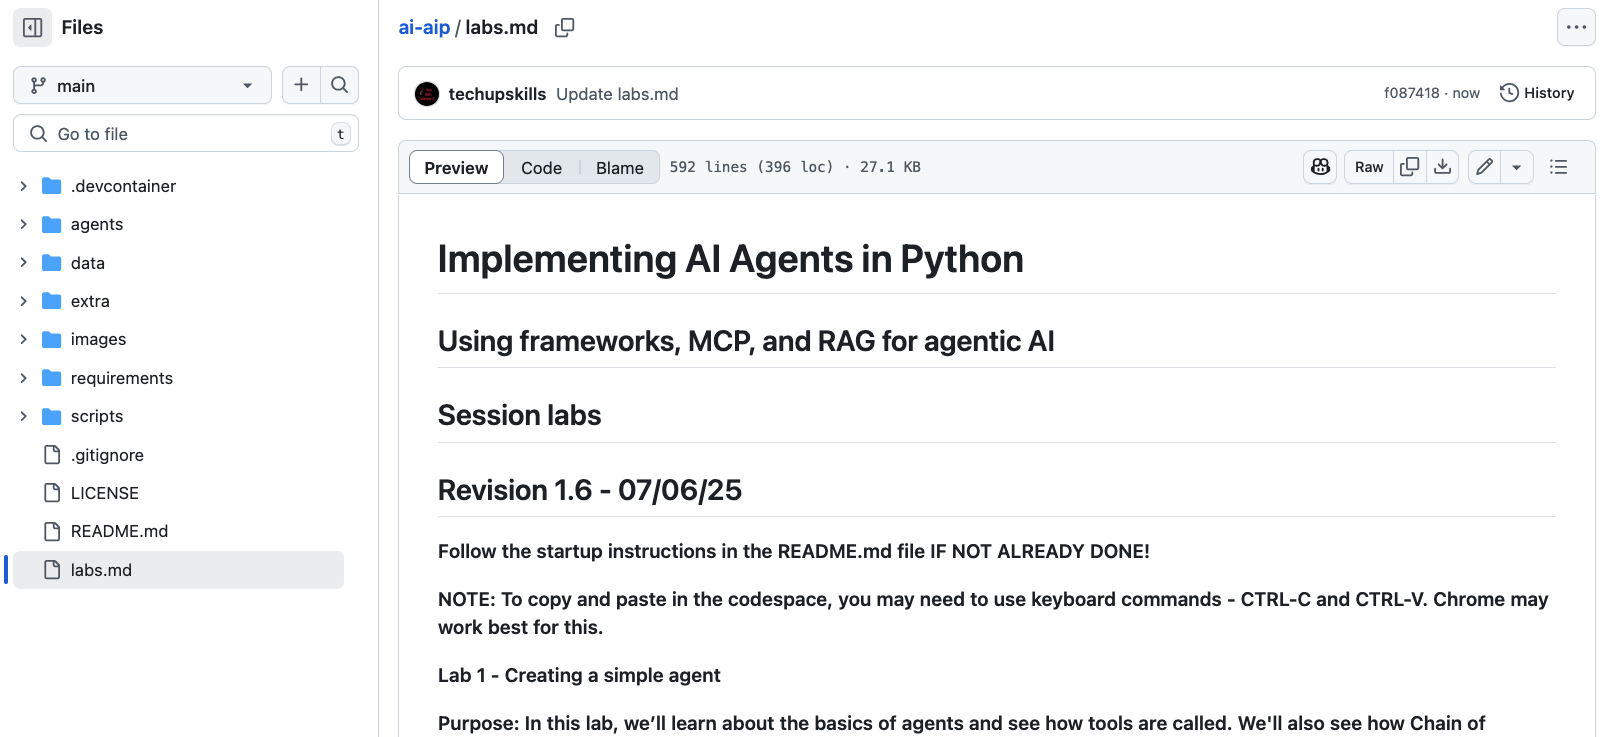 Files
main
Go to file
t
.devcontainer
agents
data
extra
images
requirements
scripts
.gitignore
LICENSE
README.md
labs.md
ai-aip / labs.md
techupskills Update labs.md
f087418 · now
History
Preview
Code
Blame
592 lines (396 loc) · 27.1 KB
Raw
Implementing AI Agents in Python
Using frameworks, MCP, and RAG for agentic AI
Session labs
Revision 1.6 - 07/06/25
Follow the startup instructions in the README.md file IF NOT ALREADY DONE!
NOTE: To copy and paste in the codespace, you may need to use keyboard commands - CTRL-C and CTRL-V. Chrome may
work best for this.
Lab 1 - Creating a simple agent
Purpose: In this lab, we’ll learn about the basics of agents and see how tools are called. We'll also see how Chain of